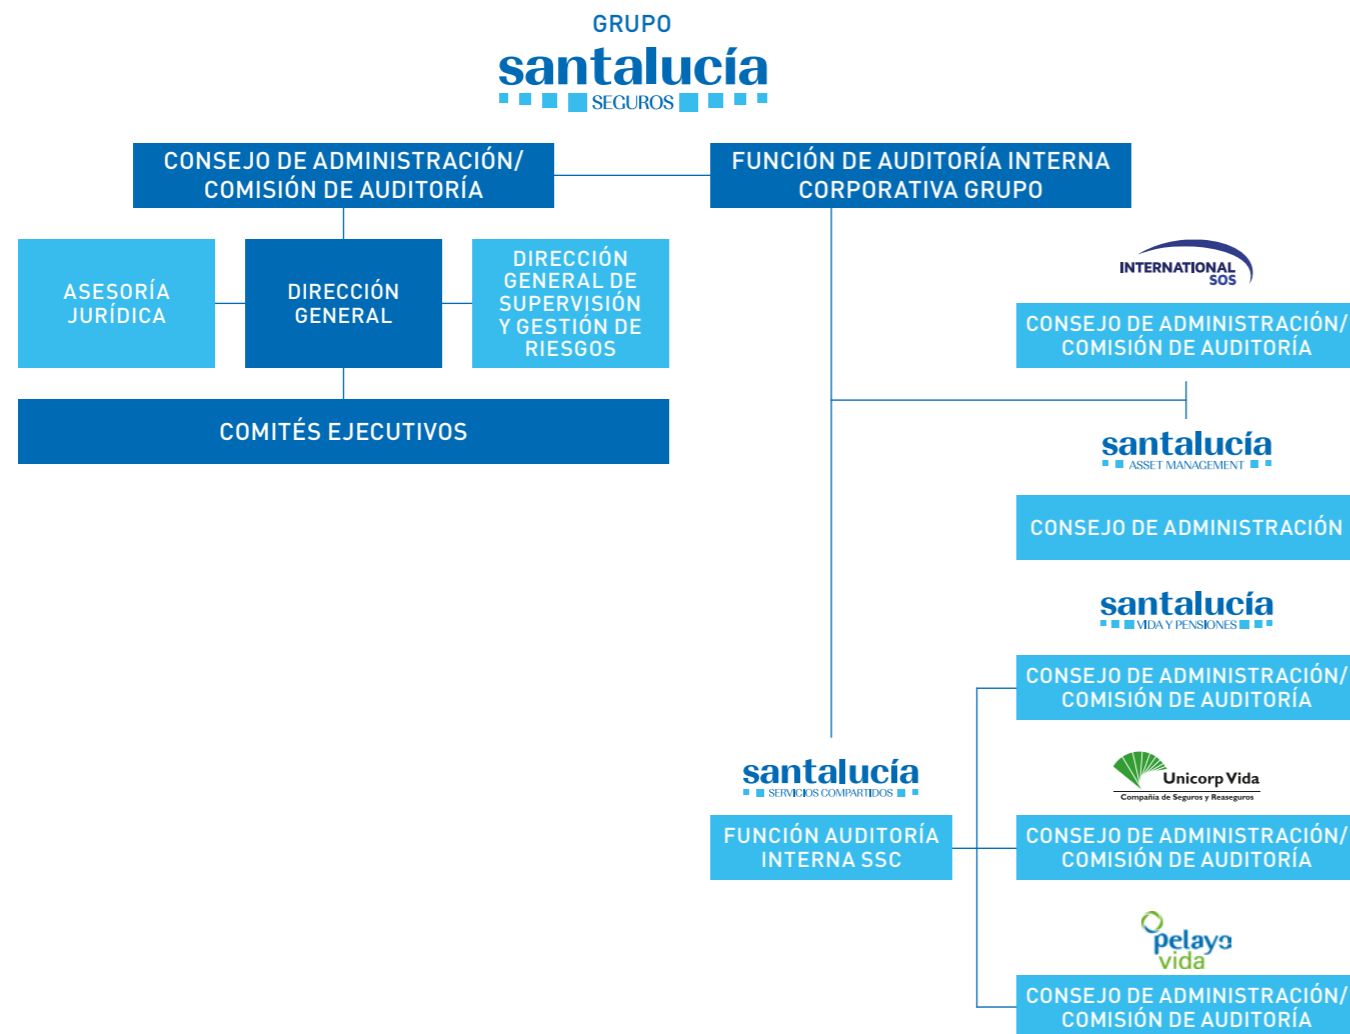 GRUPO
santalucía
SEGUROS
CONSEJO DE ADMINISTRACIÓN/
COMISIÓN DE AUDITORÍA
FUNCIÓN DE AUDITORÍA INTERNA
CORPORATIVA GRUPO
ASESORÍA
JURÍDICA
DIRECCIÓN
GENERAL
DIRECCIÓN
GENERAL DE
SUPERVISIÓN
Y GESTIÓN DE
RIESGOS
COMITÉS EJECUTIVOS
INTERNATIONAL
SOS
CONSEJO DE ADMINISTRACIÓN/
COMISIÓN DE AUDITORÍA
santalucía
ASSET MANAGEMENT
CONSEJO DE ADMINISTRACIÓN
santalucía
VIDA Y PENSIONES
CONSEJO DE ADMINISTRACIÓN/
COMISIÓN DE AUDITORÍA
santalucía
SERVICIOS COMPARTIDOS
FUNCIÓN AUDITORÍA
INTERNA SSC
Unicorp Vida
Compañía de Seguros y Reaseguros
CONSEJO DE ADMINISTRACIÓN/
COMISIÓN DE AUDITORÍA
pelayo
vida
CONSEJO DE ADMINISTRACIÓN/
COMISIÓN DE AUDITORÍA